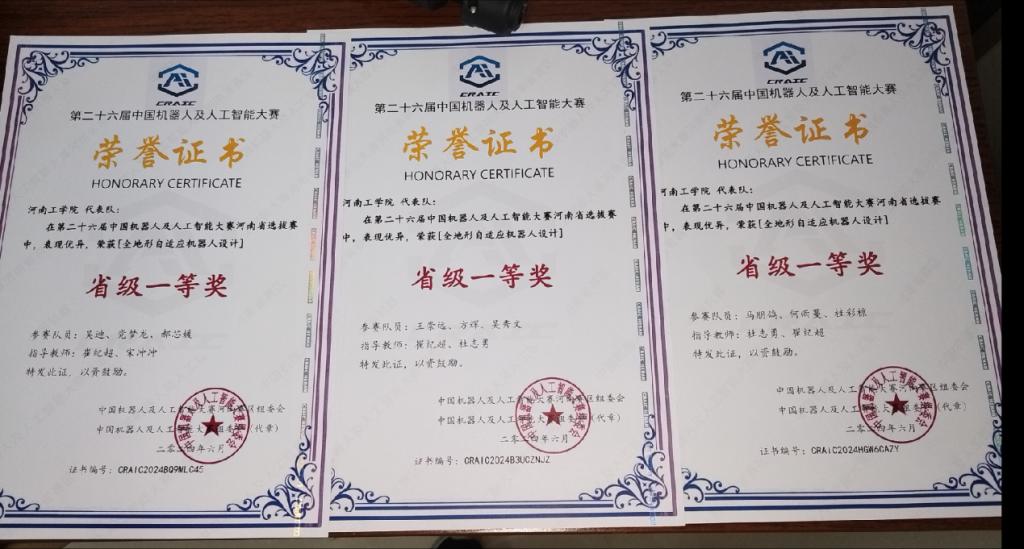 CRAIC
第二十六届中国机器人及人工智能大赛
荣誉证书
HONORARY CERTIFICATE
河南工学院 代表队:
在第二十六届中国机器人及人工智能大赛河南省选拔赛
中,表现优异,荣获[全地形自适应机器人设计]
省级一等奖
参赛队员:吴迪、党梦龙、郝芯媛
指导教师:崔纪超、宋冲冲
特发此证,以资鼓励。
中国机器人及人工智能大赛河南赛区组委会
中国机器人及人工智能大赛组委会(代章)
二零二四年六月
证书编号:CRAIC2024BQ9NLC45
CRAIC
第二十六届中国机器人及人工智能大赛
荣誉证书
HONORARY CERTIFICATE
河南工学院 代表队:
在第二十六届中国机器人及人工智能大赛河南省选拔赛
中,表现优异,荣获[全地形自适应机器人设计]
省级一等奖
参赛队员:王崇远、方辉、吴秀文
指导教师:崔纪超、杜志勇
特发此证,以资鼓励。
中国机器人及人工智能大赛河南赛区组委会
中国机器人及人工智能大赛组委会(代章)
二零二四年六月
证书编号:CRAIC2024B3UCZNJZ
CRAIC
第二十六届中国机器人及人工智能大赛
荣誉证书
HONORARY CERTIFICATE
河南工学院 代表队:
在第二十六届中国机器人及人工智能大赛河南省选拔赛
中,表现优异,荣获[全地形自适应机器人设计]
省级一等奖
参赛队员:马朋鸽、何雨蔓、杜彩琼
指导教师:杜志勇、崔纪超
特发此证,以资鼓励。
中国机器人及人工智能大赛河南赛区组委会
中国机器人及人工智能大赛组委会(代章)
二零二四年六月
证书编号:CRAIC2024HGW6CAZY